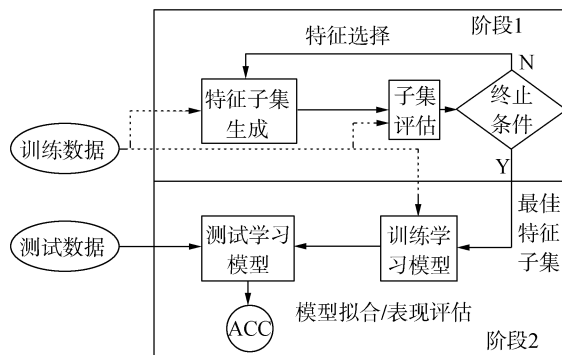 阶段1
特征选择
N
特征子集
生成
子集
评估
终止
条件
训练数据
Y
最佳
特征
子集
测试数据
测试学习
模型
训练学
习模型
ACC
模型拟合/表现评估
阶段2